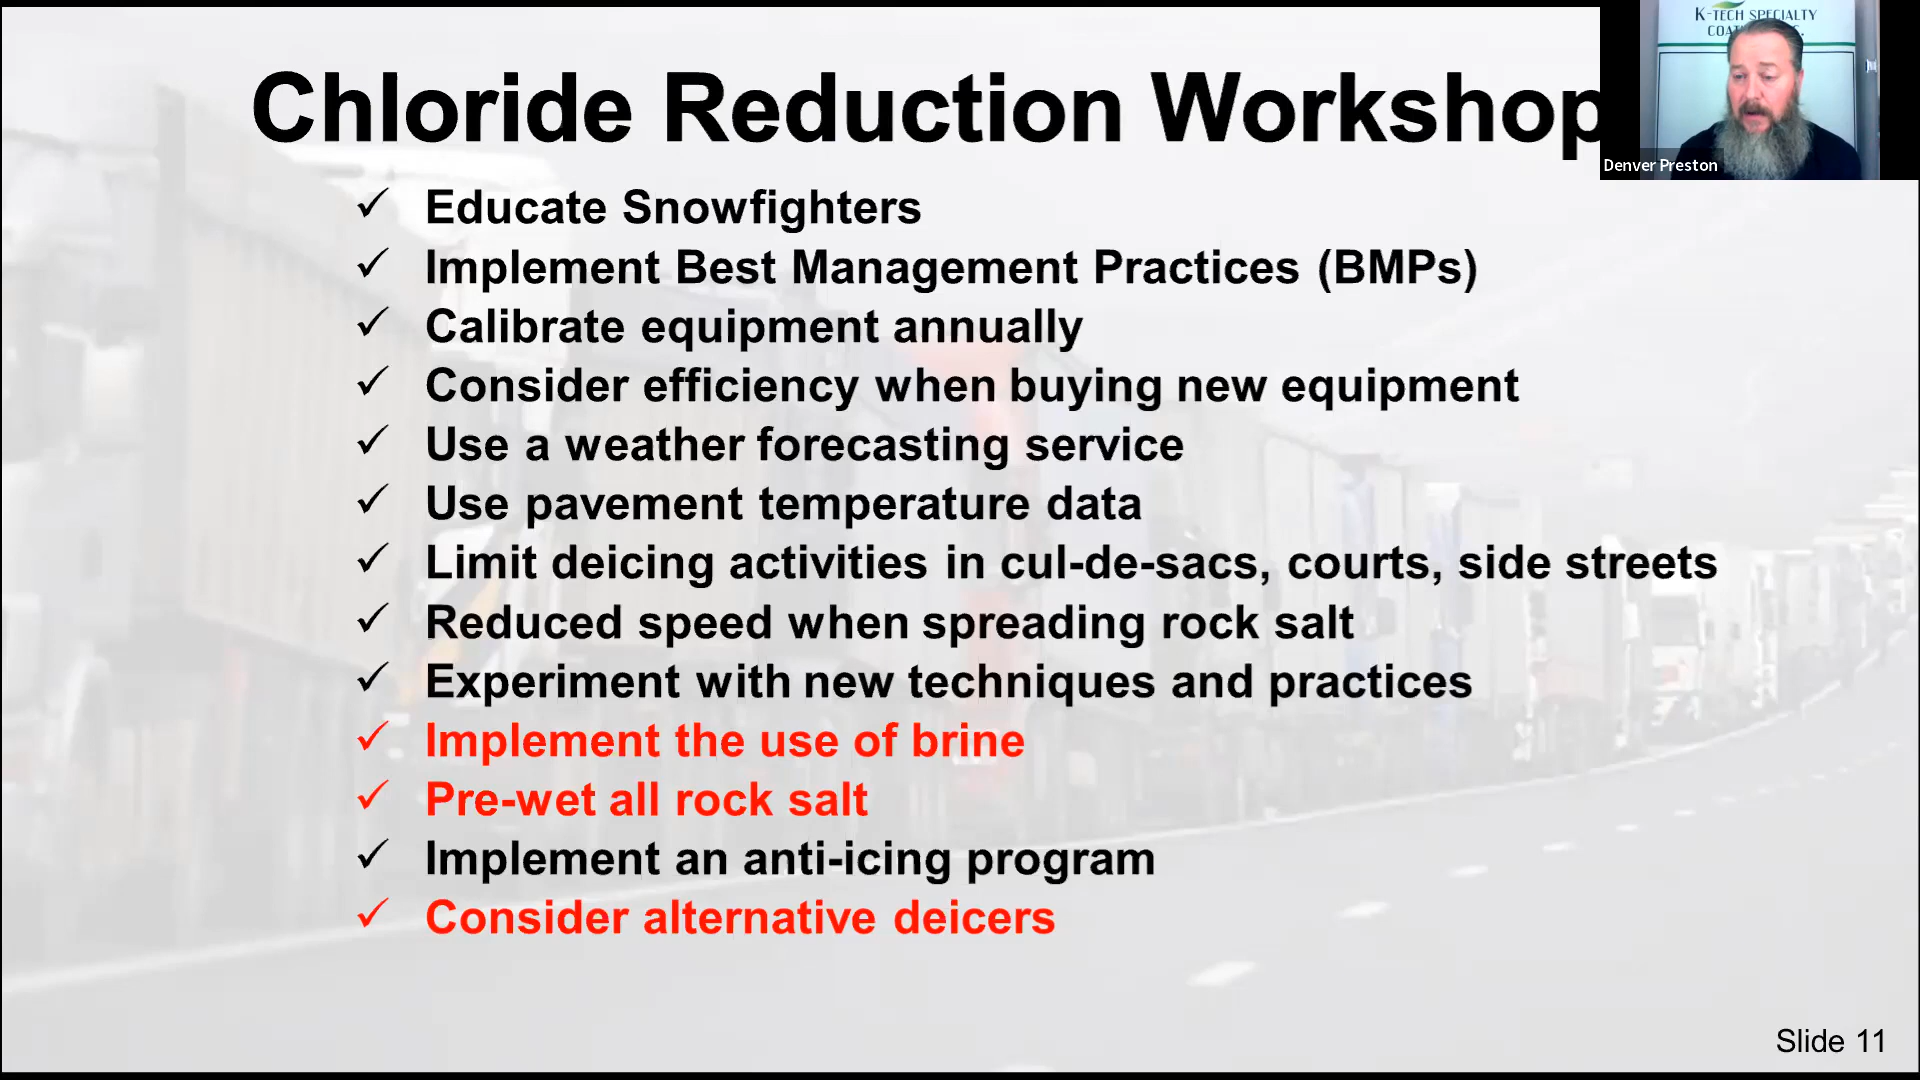 Chloride Reduction Workshop
K-TECH SPECIALTY
Denver Preston
✓ Educate Snowfighters
✓ Implement Best Management Practices (BMPs)
✓ Calibrate equipment annually
✓ Consider efficiency when buying new equipment
✓ Use a weather forecasting service
✓ Use pavement temperature data
✓ Limit deicing activities in cul-de-sacs, courts, side streets
✓ Reduced speed when spreading rock salt
✓ Experiment with new techniques and practices
✓ Implement the use of brine
✓ Pre-wet all rock salt
✓ Implement an anti-icing program
✓ Consider alternative deicers
Slide 11